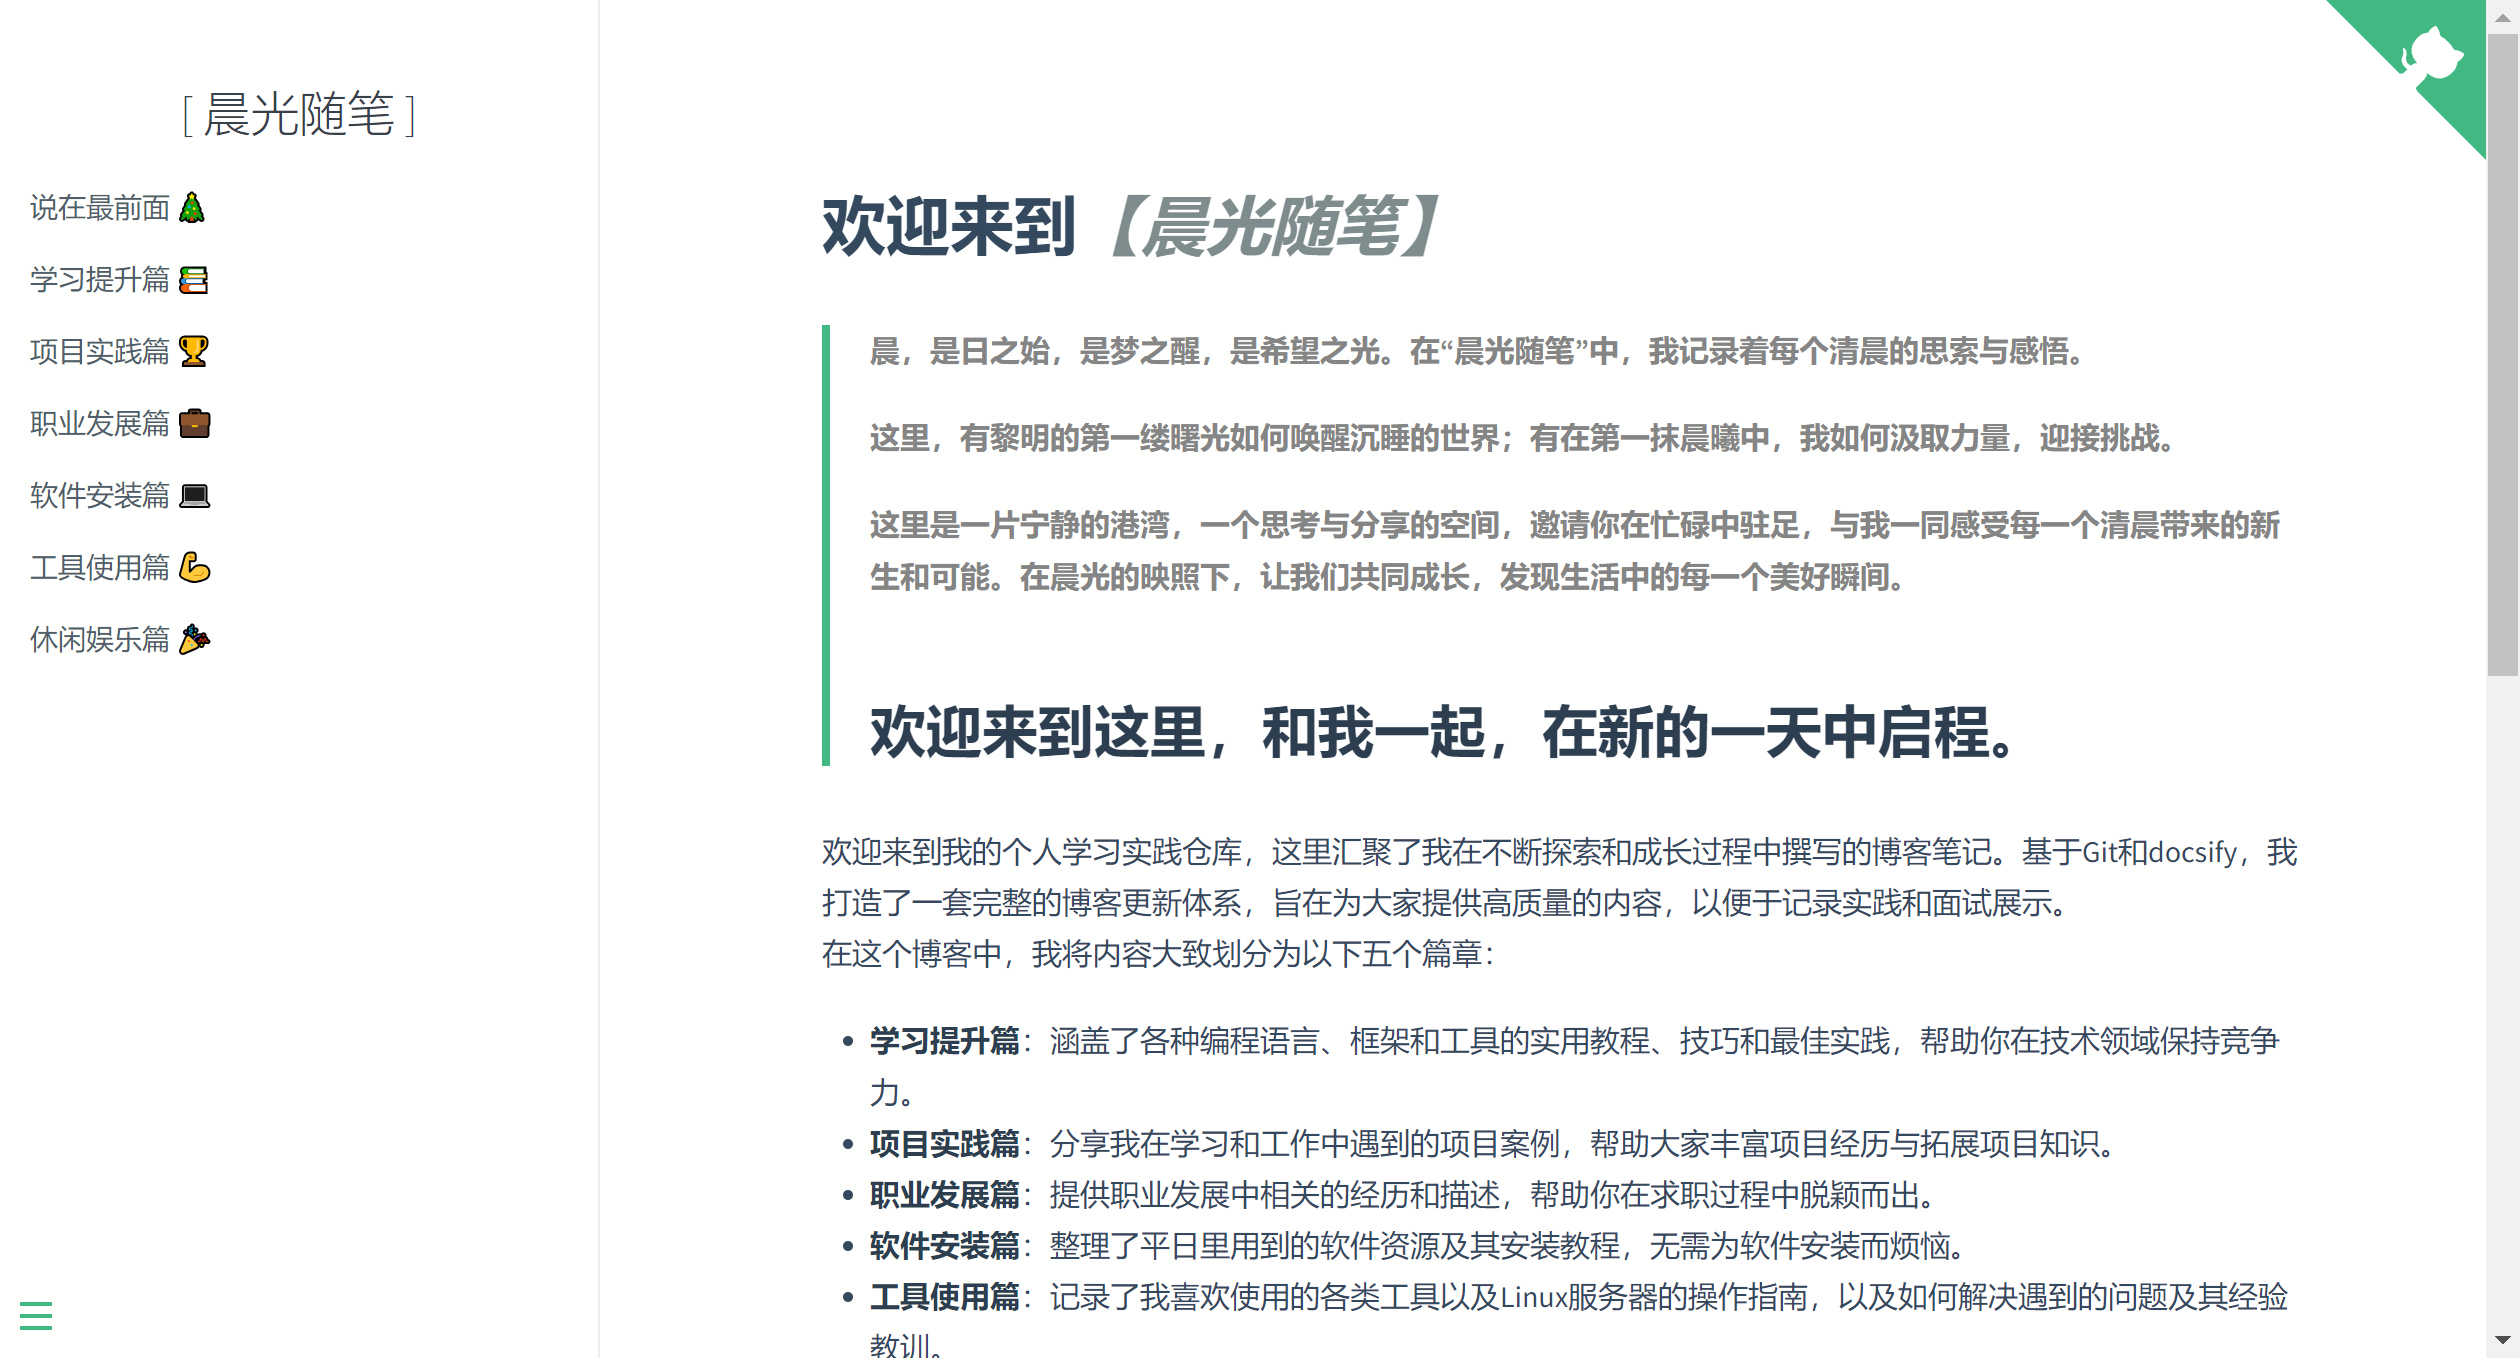 [ 晨光随笔 ]
说在最前面 🎄
学习提升篇 📚
项目实践篇 🏆
职业发展篇 💼
软件安装篇 💻
工具使用篇 💪
休闲娱乐篇 🎉
欢迎来到【晨光随笔】
晨，是日之始，是梦之醒，是希望之光。在“晨光随笔”中，我记录着每个清晨的思索与感悟。
这里，有黎明的第一缕曙光如何唤醒沉睡的世界；有在第一抹晨曦中，我如何汲取力量，迎接挑战。
这里是一片宁静的港湾，一个思考与分享的空间，邀请你在忙碌中驻足，与我一同感受每一个清晨带来的新
生和可能。在晨光的映照下，让我们共同成长，发现生活中的每一个美好瞬间。
欢迎来到这里，和我一起，在新的一天中启程。
欢迎来到我的个人学习实践仓库，这里汇聚了我在不断探索和成长过程中撰写的博客笔记。基于Git和docsify，我
打造了一套完整的博客更新体系，旨在为大家提供高质量的内容，以便于记录实践和面试展示。
在这个博客中，我将内容大致划分为以下五个篇章：
• 学习提升篇：涵盖了各种编程语言、框架和工具的实用教程、技巧和最佳实践，帮助你在技术领域保持竞争
力。
• 项目实践篇：分享我在学习和工作中遇到的项目案例，帮助大家丰富项目经历与拓展项目知识。
• 职业发展篇：提供职业发展中相关的经历和描述，帮助你在求职过程中脱颖而出。
• 软件安装篇：整理了平日里用到的软件资源及其安装教程，无需为软件安装而烦恼。
• 工具使用篇：记录了我喜欢使用的各类工具以及Linux服务器的操作指南，以及如何解决遇到的问题及其经验
教训。